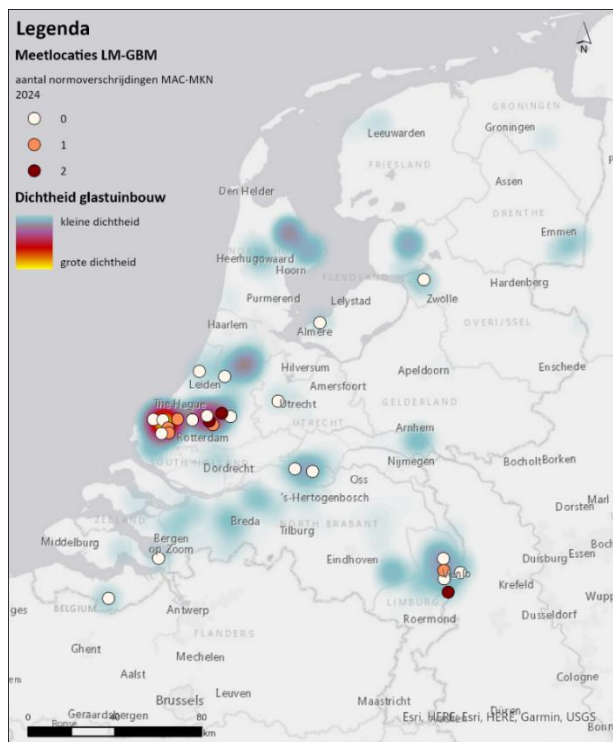 Legenda
Meetlocaties LM-GBM
aantal normoverschrijdingen MAC-MKN
2024
0
1
2
Dichtheid glastuinbouw
kleine dichtheid
grote dichtheid
N
GRONINGEN
Leeuwarden
Groningen
FRIESLAND
Assen
Den Helder
DRENTHE
Emmen
Heerhugowaard
Hoorn
FLEVOLAND
Purmerend
Lelystad
Zwolle
Hardenberg
Haarlem
Almere
OVERIJSSEL
Leiden
Hilversum
Apeldoorn
Enschede
Amersfoort
The Hague
Utrecht
GELDERLAND
UTRECHT
Rotterdam
Arnhem
SOUTH HOLLAND
Dordrecht
Nijmegen
Bocholt
Borken
Oss
Marl
's-Hertogenbosch
Dorsten
ZEELAND
Breda
NORTH BRABANT
Middelburg
Bergen
op Zoom
Tilburg
Eindhoven
Duisburg
Essen
Krefeld
BELGIUM
Antwerp
LIMBURG
Dusseldorf
Roermond
FLANDERS
Ghent
Mechelen
Cologne
Aalst
Leuven
Maastricht
Brussels
Düren
Geraardsbergen
0
40
80
km
Esri, HERE, Esri, HERE, Garmin, USGS